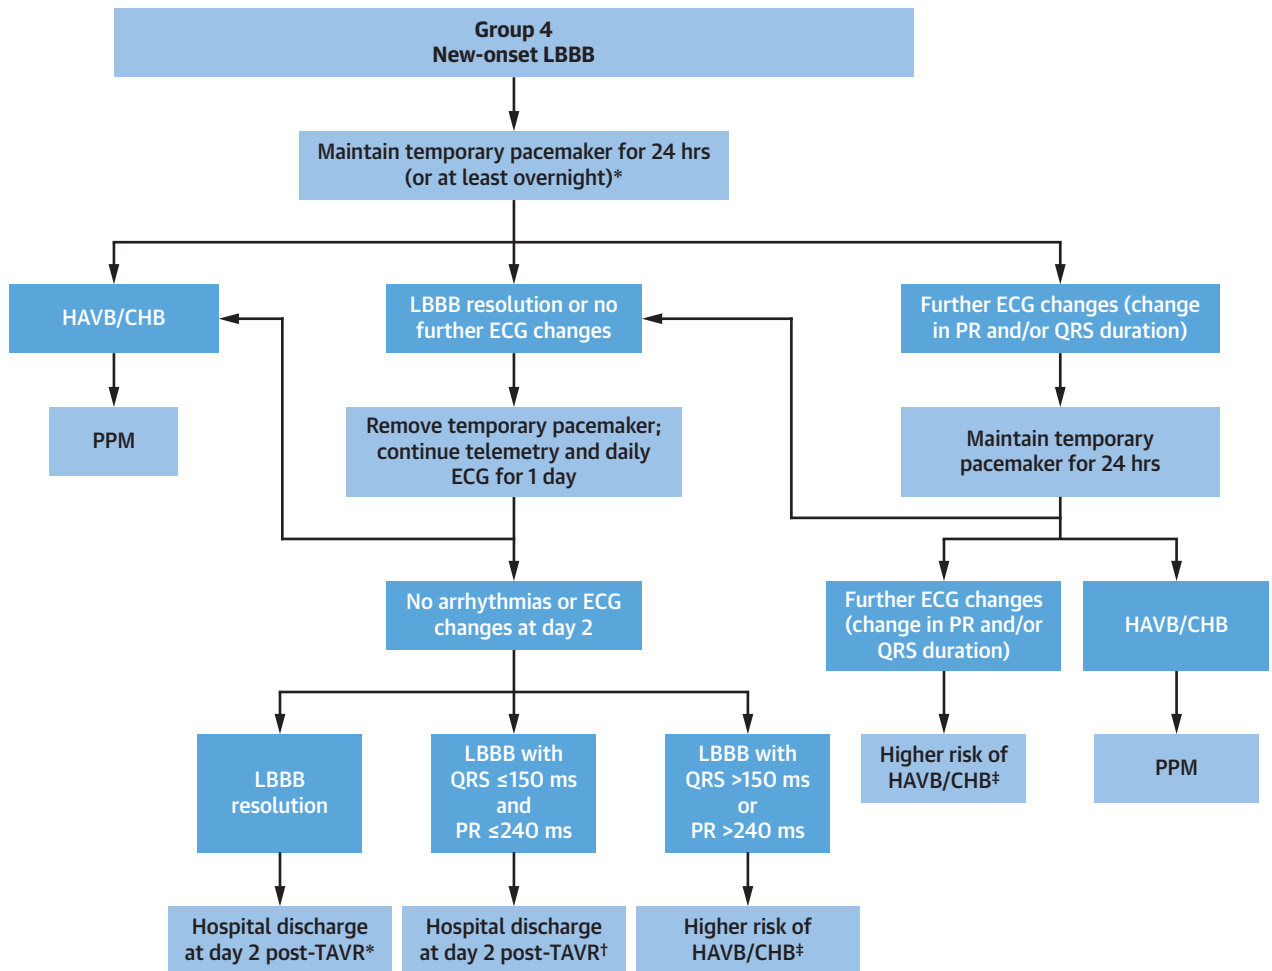 Group 4
New-onset LBBB
Maintain temporary pacemaker for 24 hrs
(or at least overnight)*
HAVB/CHB
LBBB resolution or no
further ECG changes
Further ECG changes (change
in PR and/or QRS duration)
PPM
Remove temporary pacemaker;
continue telemetry and daily
ECG for 1 day
Maintain temporary
pacemaker for 24 hrs
No arrhythmias or ECG
changes at day 2
Further ECG changes
(change in PR and/or
QRS duration)
HAVB/CHB
LBBB
resolution
LBBB with
QRS ≤150 ms
and
PR ≤240 ms
LBBB with
QRS >150 ms
or
PR >240 ms
Higher risk of
HAVB/CHB‡
PPM
Hospital discharge
at day 2 post-TAVR*
Hospital discharge
at day 2 post-TAVR†
Higher risk of
HAVB/CHB‡